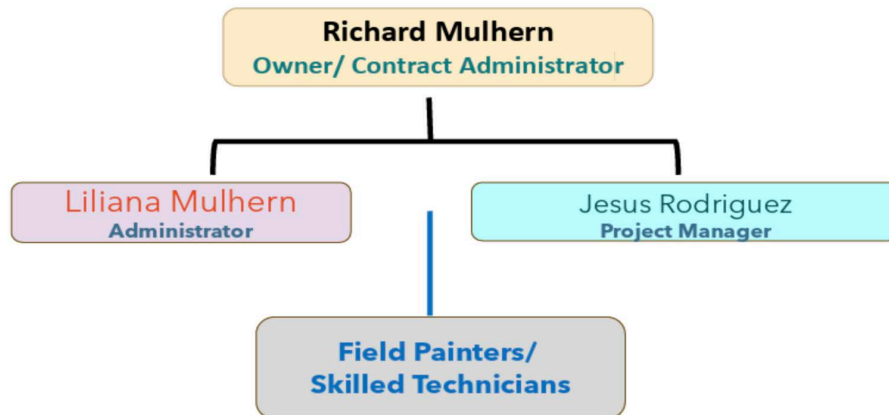 Richard Mulhern
Owner/ Contract Administrator
Liliana Mulhern
Administrator
Jesus Rodriguez
Project Manager
Field Painters/
Skilled Technicians